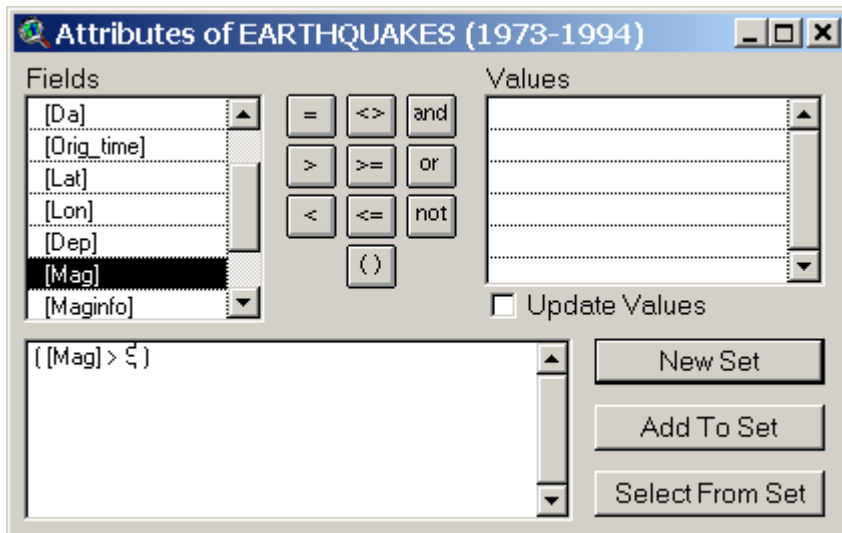 Attributes of EARTHQUAKES (1973-1994)
Fields
Values
[Da]
[Orig_time]
[Lat]
[Lon]
[Dep]
[Mag]
[Maginfo]
= <> and
> >= or
< <= not
( )
Update Values
( [Mag] > )
New Set
Add To Set
Select From Set